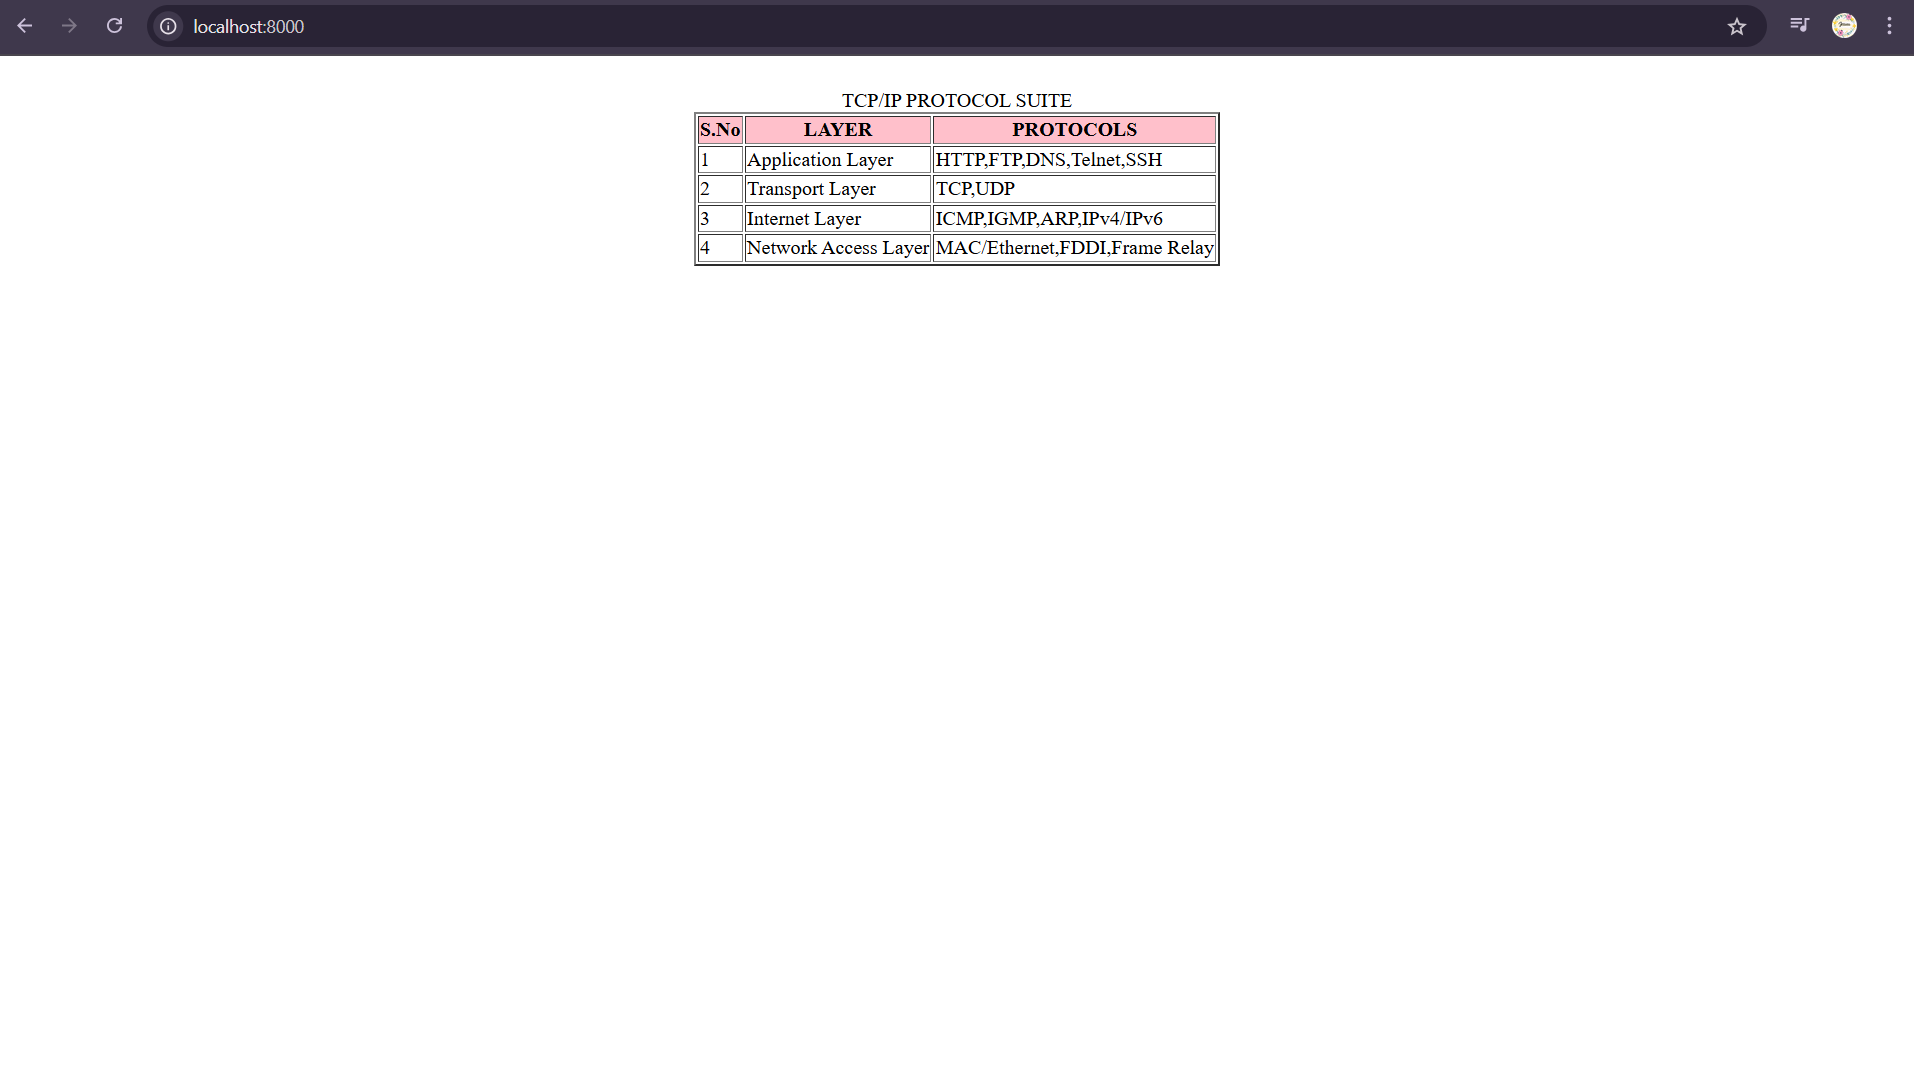 localhost:8000
TCP/IP PROTOCOL SUITE
S.No LAYER PROTOCOLS
1 Application Layer HTTP,FTP,DNS,Telnet,SSH
2 Transport Layer TCP,UDP
3 Internet Layer ICMP,IGMP,ARP,IPv4/IPv6
4 Network Access Layer MAC/Ethernet,FDDI,Frame Relay